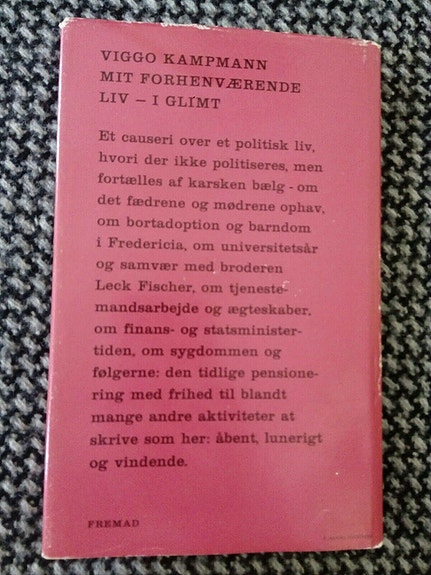 VIGGO KAMPMANN
MIT FORHENVÆRENDE
LIV – I GLIMT
Et causeri over et politisk liv,
hvori der ikke politiseres, men
fortælles af karsken bælg - om
det fædrene og mødrene ophav,
om bortadoption og barndom
i Fredericia, om universitetsår
og samvær med broderen
Leck Fischer, om tjeneste-
mandsarbejde og ægteskaber,
om finans- og statsminister-
tiden, om sygdommen og
følgerne: den tidlige pensione-
ring med frihed til blandt
mange andre aktiviteter at
skrive som her: åbent, lunerigt
og vindende.
FREMAD